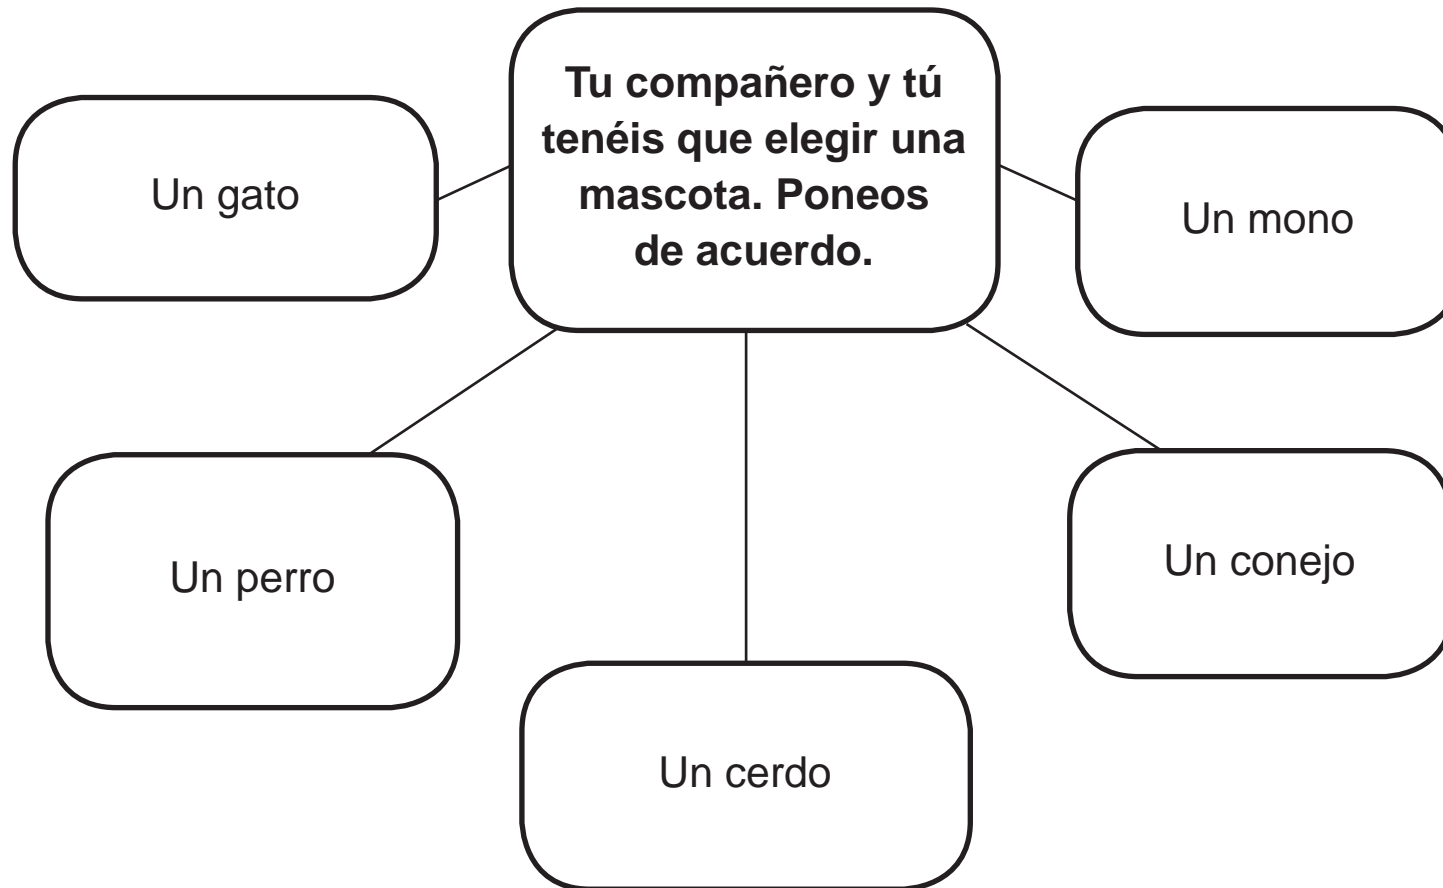 Tu compañero y tú
tenéis que elegir una
mascota. Poneos
de acuerdo.
Un gato
Un mono
Un perro
Un conejo
Un cerdo